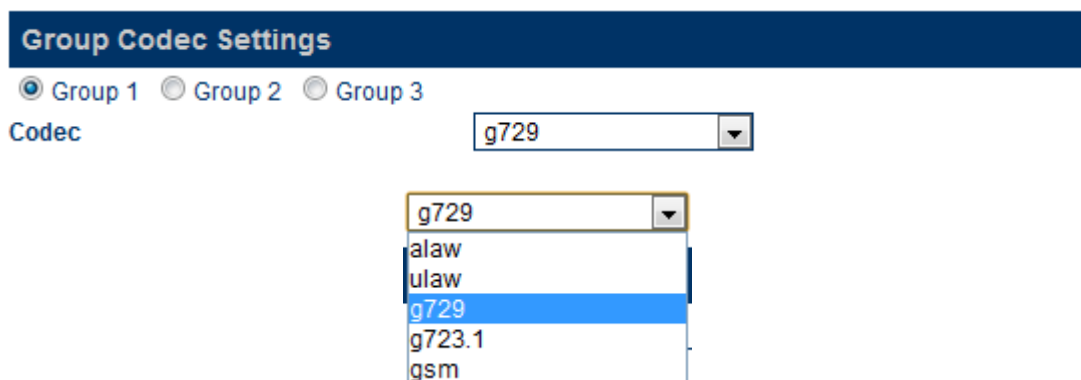 Group Codec Settings
Group 1 Group 2 Group 3
Codec g729
g729
alaw
ulaw
g729
g723.1
gsm